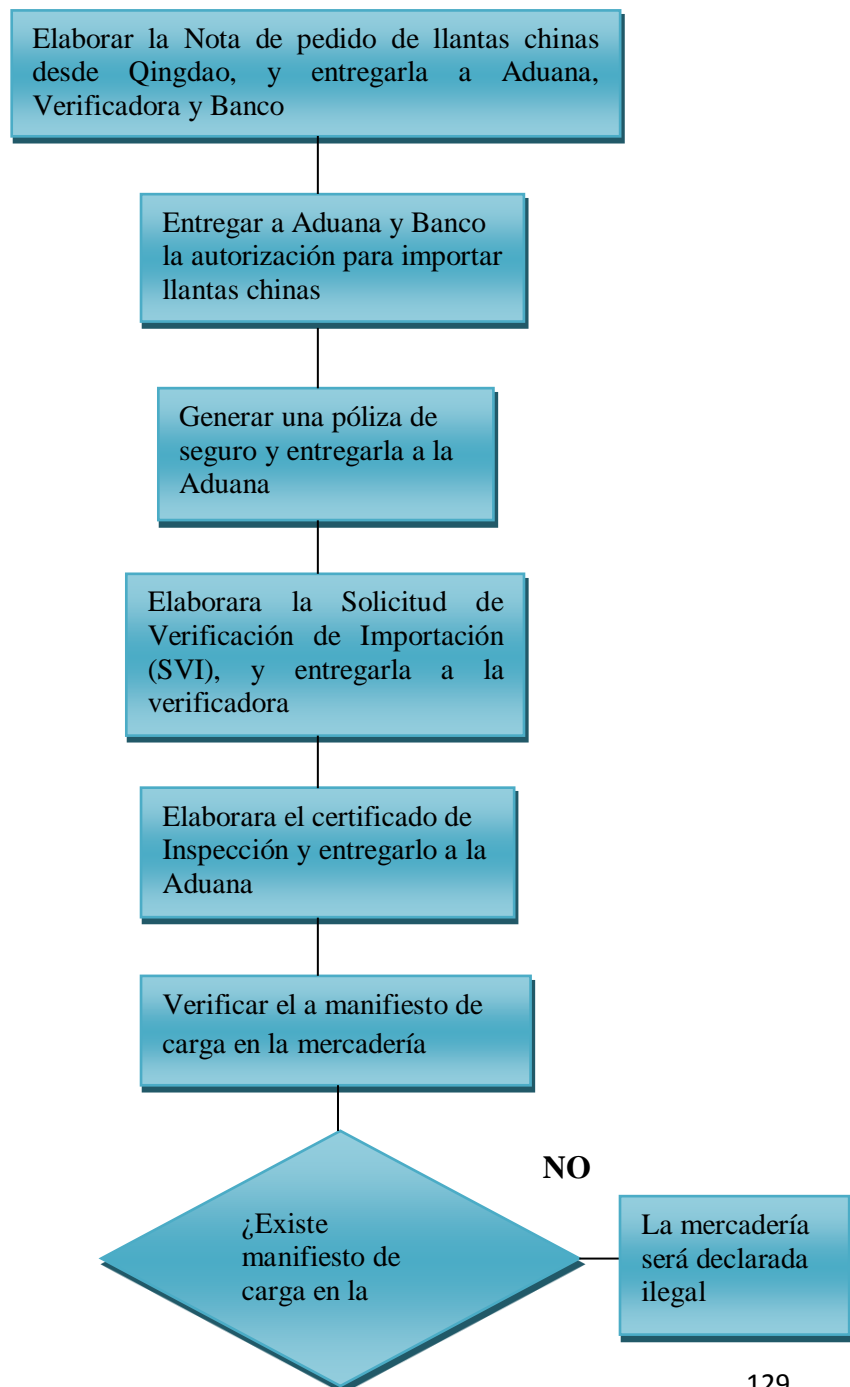 Elaborar la Nota de pedido de llantas chinas
desde Qingdao, y entregarla a Aduana,
Verificadora y Banco
Entregar a Aduana y Banco
la autorización para importar
llantas chinas
Generar una póliza de
seguro y entregarla a la
Aduana
Elaborara la Solicitud de
Verificación de Importación
(SVI), y entregarla a la
verificadora
Elaborara el certificado de
Inspección y entregarlo a la
Aduana
Verificar el a manifiesto de
carga en la mercadería
¿Existe
manifiesto de
carga en la
NO
La mercadería
será declarada
ilegal
129